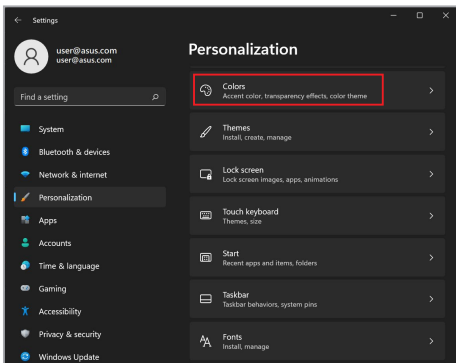 Settings
user@asus.com
user@asus.com
Find a setting
System
Bluetooth & devices
Network & internet
Personalization
Apps
Accounts
Time & language
Gaming
Accessibility
Privacy & security
Windows Update
Personalization
Colors
Accent color, transparency effects, color theme
Themes
Install, create, manage
Lock screen
Lock screen images, apps, animations
Touch keyboard
Themes, size
Start
Recent apps and items, folders
Taskbar
Taskbar behaviors, system pins
Fonts
Install, manage